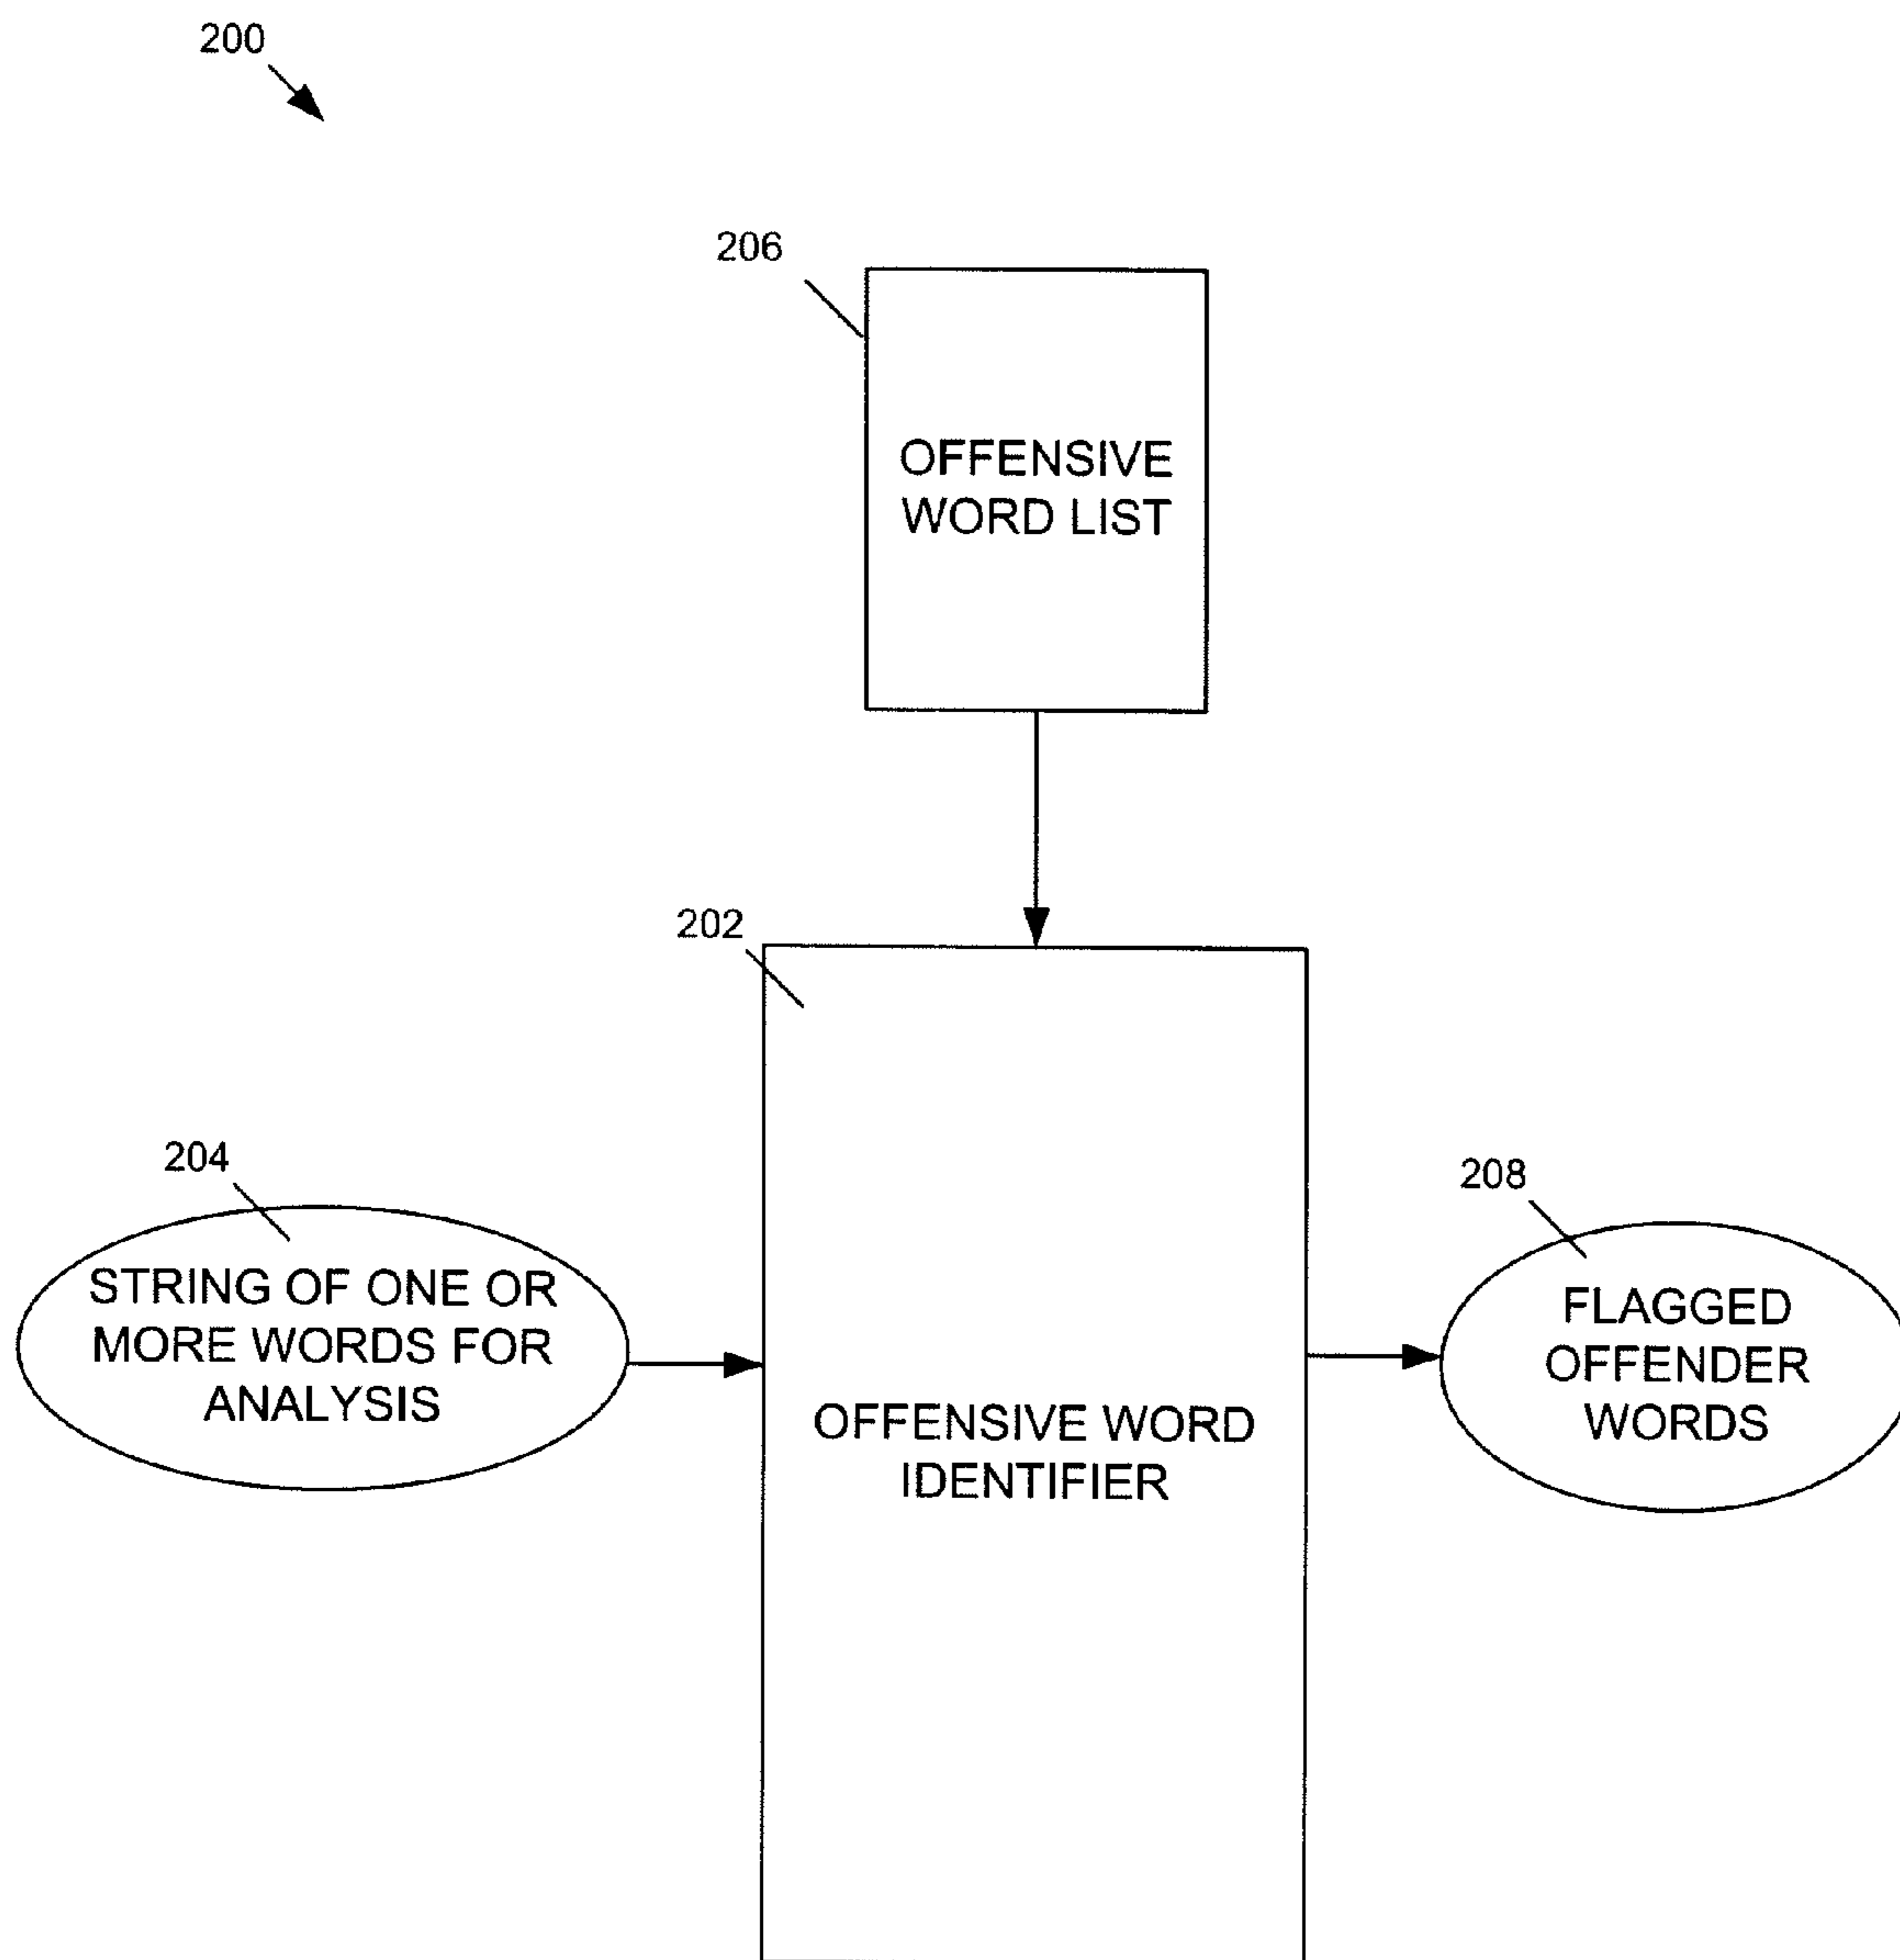 200
206
OFFENSIVE
WORD LIST
202
204
STRING OF ONE OR
MORE WORDS FOR
ANALYSIS
OFFENSIVE WORD
IDENTIFIER
208
FLAGGED
OFFENDER
WORDS